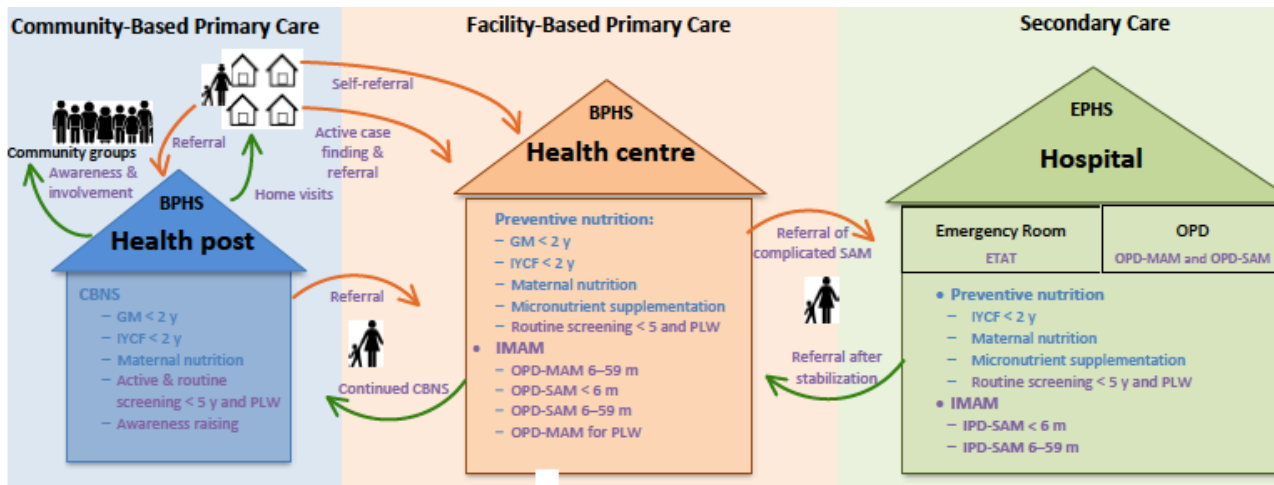 Community-Based Primary Care
Facility-Based Primary Care
Secondary Care
Self-referral
Referral
Active case
finding &
referral
Community groups
Awareness &
involvement
Home visits
BPHS
Health post
CBNS
– GM < 2 y
– IYCF < 2 y
– Maternal nutrition
– Active & routine
screening < 5 y and PLW
– Awareness raising
Referral
Continued CBNS
BPHS
Health centre
Preventive nutrition:
– GM < 2 y
– IYCF < 2 y
– Maternal nutrition
– Micronutrient supplementation
– Routine screening < 5 and PLW
• IMAM
– OPD-MAM 6–59 m
– OPD-SAM < 6 m
– OPD-SAM 6–59 m
– OPD-MAM for PLW
Referral of
complicated SAM
Referral after
stabilization
EPHS
Hospital
Emergency Room
ETAT
OPD
OPD-MAM and OPD-SAM
• Preventive nutrition
– IYCF < 2 y
– Maternal nutrition
– Micronutrient supplementation
– Routine screening < 5 y and PLW
• IMAM
– IPD-SAM < 6 m
– IPD-SAM 6–59 m